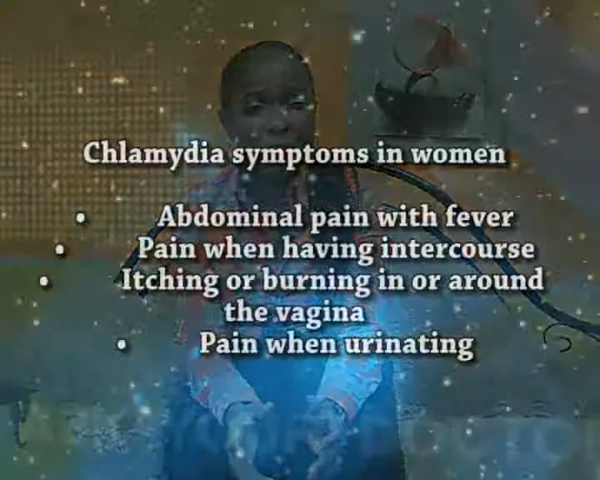 Chlamydia symptoms in women
• Abdominal pain with fever
• Pain when having intercourse
• Itching or burning in or around
the vagina
• Pain when urinating